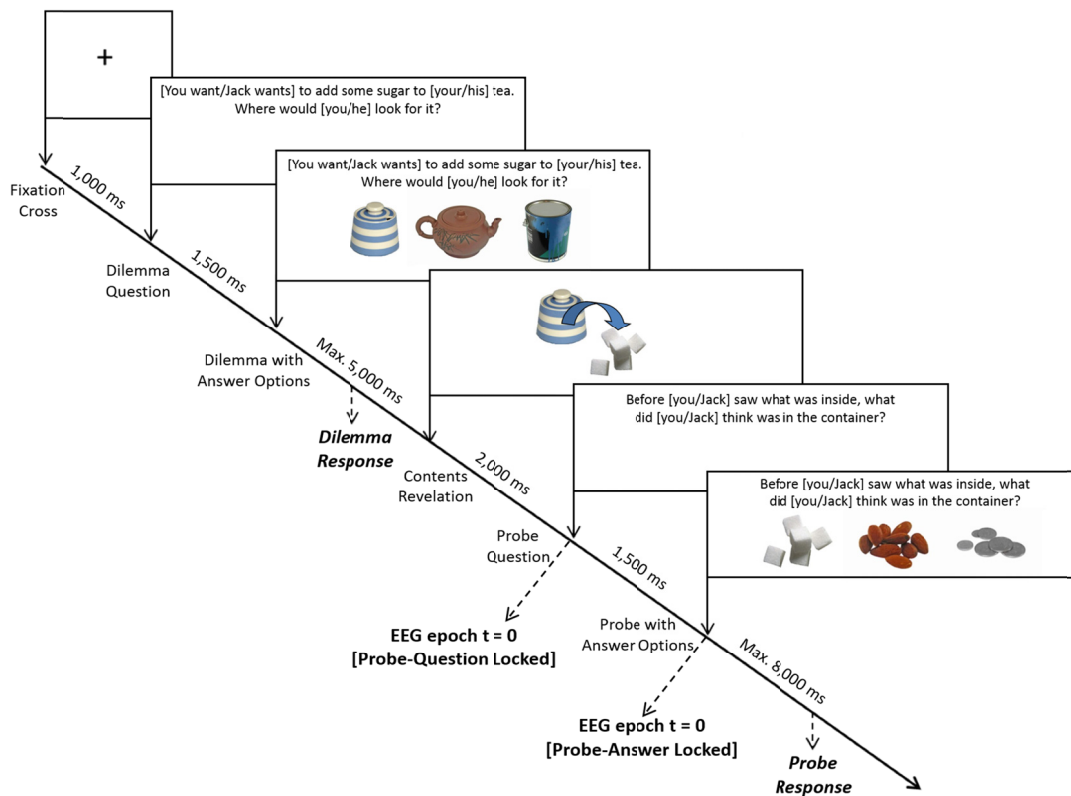 +
[You want/Jack wants] to add some sugar to [your/his] tea.
Where would [you/he] look for it?
[You want/Jack wants] to add some sugar to [your/his] tea.
Where would [you/he] look for it?
Fixation
Cross
1,000 ms
Dilemma
Question
1,500 ms
Dilemma with
Answer Options
Max. 5,000 ms
Dilemma
Response
Contents
Revelation
2,000 ms
Before [you/Jack] saw what was inside, what
did [you/Jack] think was in the container?
Before [you/Jack] saw what was inside, what
did [you/Jack] think was in the container?
Probe
Question
1,500 ms
EEG epoch t = 0
[Probe-Question Locked]
Probe with
Answer Options
Max. 8,000 ms
EEG epoch t = 0
[Probe-Answer Locked]
Probe
Response